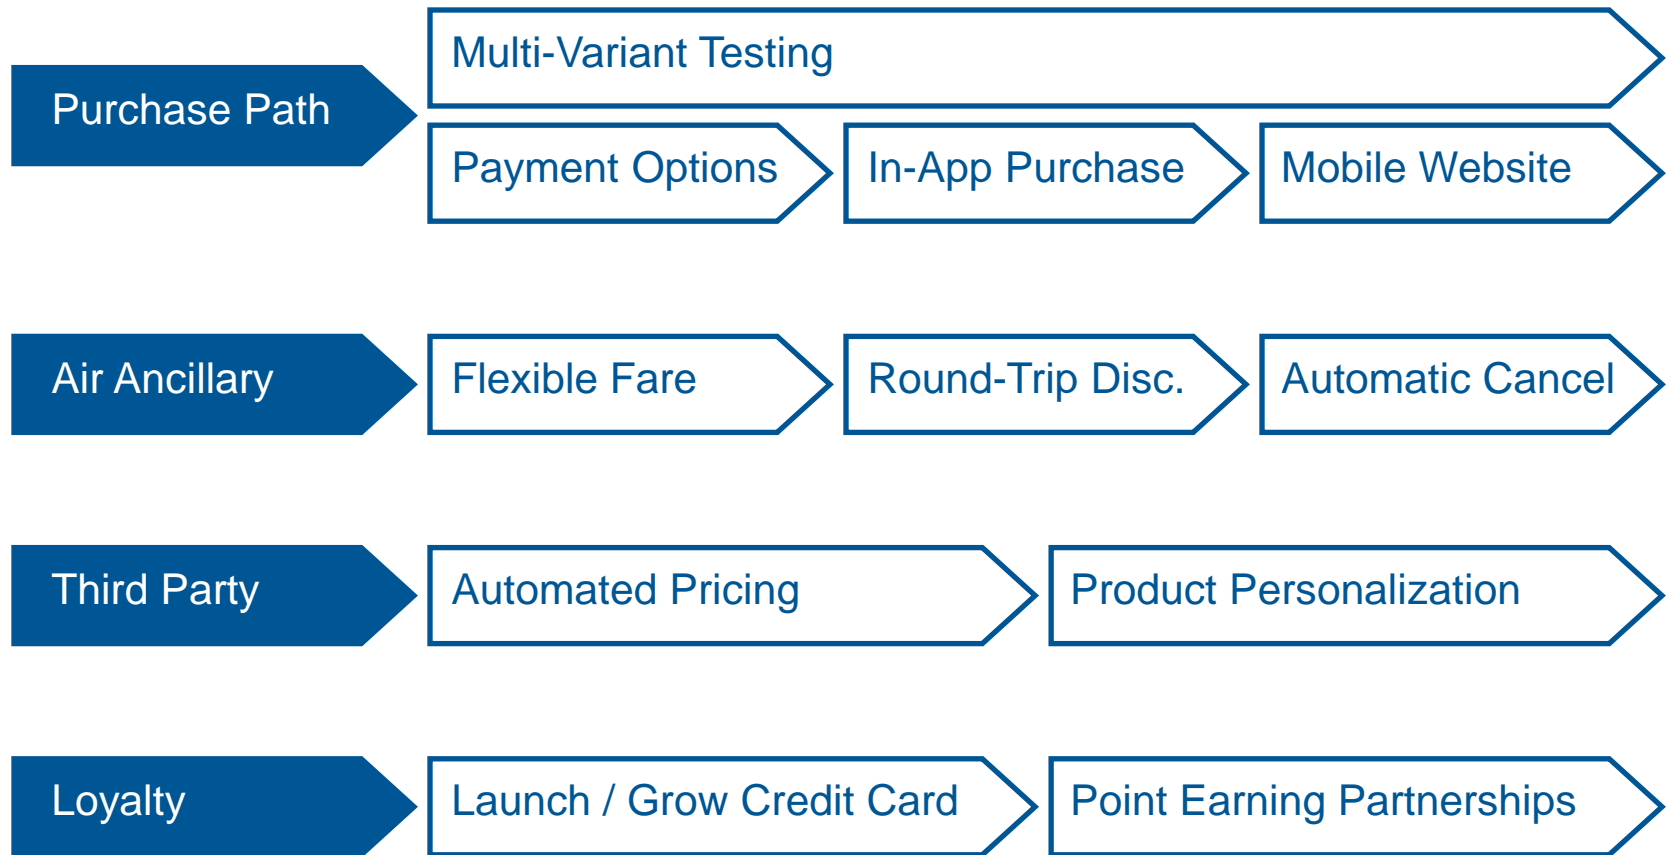 Multi-Variant Testing
Purchase Path
Payment Options
In-App Purchase
Mobile Website
Air Ancillary
Flexible Fare
Round-Trip Disc.
Automatic Cancel
Third Party
Automated Pricing
Product Personalization
Loyalty
Launch / Grow Credit Card
Point Earning Partnerships